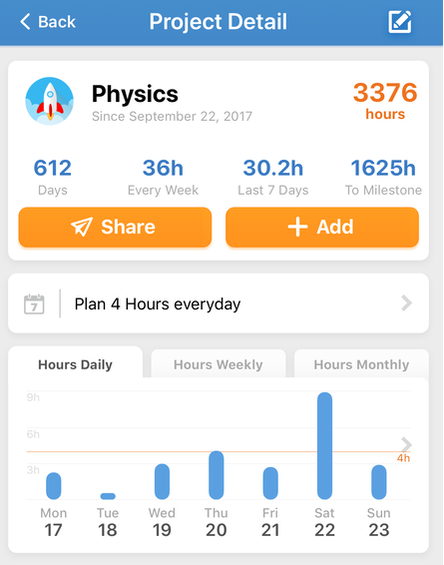 Back Project Detail
Physics
Since September 22, 2017
3376
hours
612 36h 30.2h 1625h
Days Every Week Last 7 Days To Milestone
Share Add
7 Plan 4 Hours everyday
Hours Daily Hours Weekly Hours Monthly
9h
6h
4h
3h
Mon Tue Wed Thu Fri Sat Sun
17 18 19 20 21 22 23